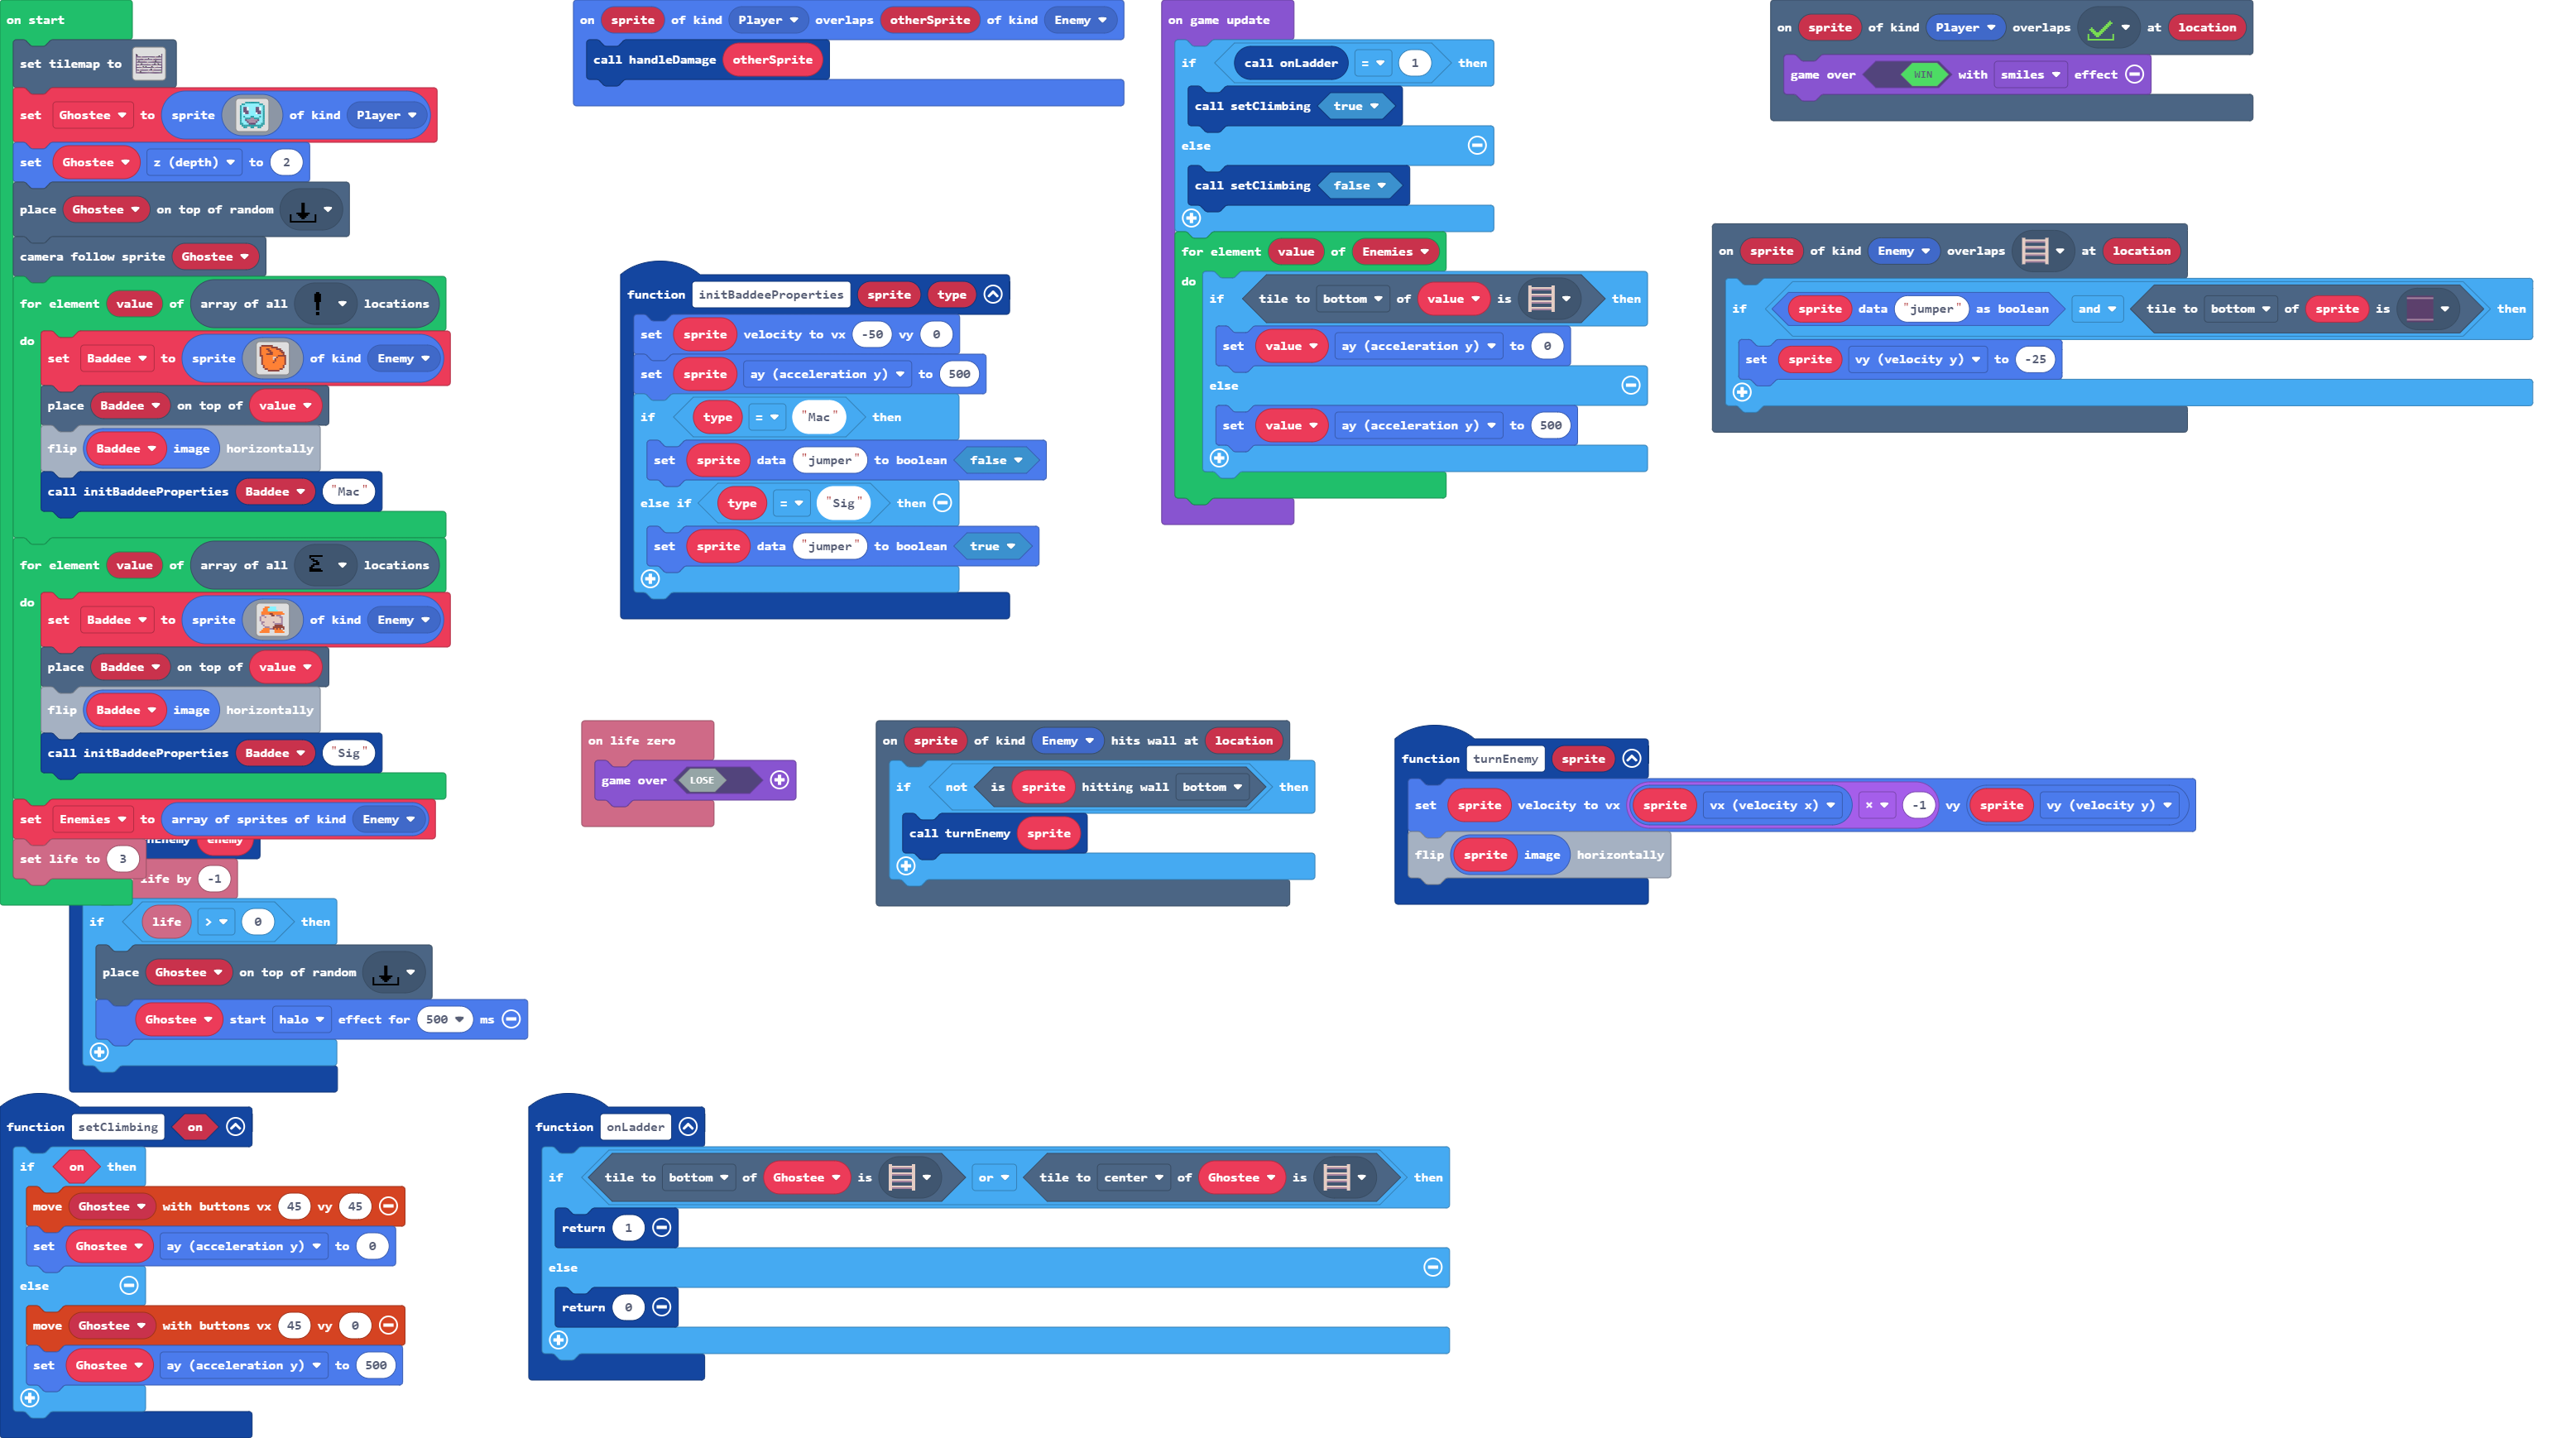 on start
set tilemap to
set Ghostee to sprite of kind Player
set Ghostee z (depth) to 2
place Ghostee on top of random
camera follow sprite Ghostee
for element value of array of all locations
do
set Baddee to sprite of kind Enemy
place Baddee on top of value
flip Baddee image horizontally
call initBaddeeProperties Baddee "Mac"
for element value of array of all Σ locations
do
set Baddee to sprite of kind Enemy
place Baddee on top of value
flip Baddee image horizontally
call initBaddeeProperties Baddee "Sig"
set Enemies to array of sprites of kind Enemy
set life to 3
enemy
life by -1
if life > 0 then
place Ghostee on top of random
Ghostee start halo effect for 500 ms
function setClimbing on
if on then
move Ghostee with buttons vx 45 vy 45
set Ghostee ay (acceleration y) to 0
else
move Ghostee with buttons vx 45 vy 0
set Ghostee ay (acceleration y) to 500
on sprite of kind Player overlaps otherSprite of kind Enemy
call handleDamage otherSprite
function initBaddeeProperties sprite type
set sprite velocity to vx -50 vy 0
set sprite ay (acceleration y) to 500
if type = "Mac" then
set sprite data "jumper" to boolean false
else if type = "Sig" then
set sprite data "jumper" to boolean true
on life zero
game over LOSE
on sprite of kind Enemy hits wall at location
if not is sprite hitting wall bottom then
call turnEnemy sprite
function onLadder
if tile to bottom of Ghostee is or tile to center of Ghostee is then
return 1
else
return 0
on game update
if call onLadder = 1 then
call setClimbing true
else
call setClimbing false
for element value of Enemies
do
if tile to bottom of value is then
set value ay (acceleration y) to 0
else
set value ay (acceleration y) to 500
function turnEnemy sprite
set sprite velocity to vx sprite vx (velocity x) × -1 vy sprite vy (velocity y)
flip sprite image horizontally
on sprite of kind Player overlaps at location
game over WIN with smiles effect
on sprite of kind Enemy overlaps at location
if sprite data "jumper" as boolean and tile to bottom of sprite is then
set sprite vy (velocity y) to -25